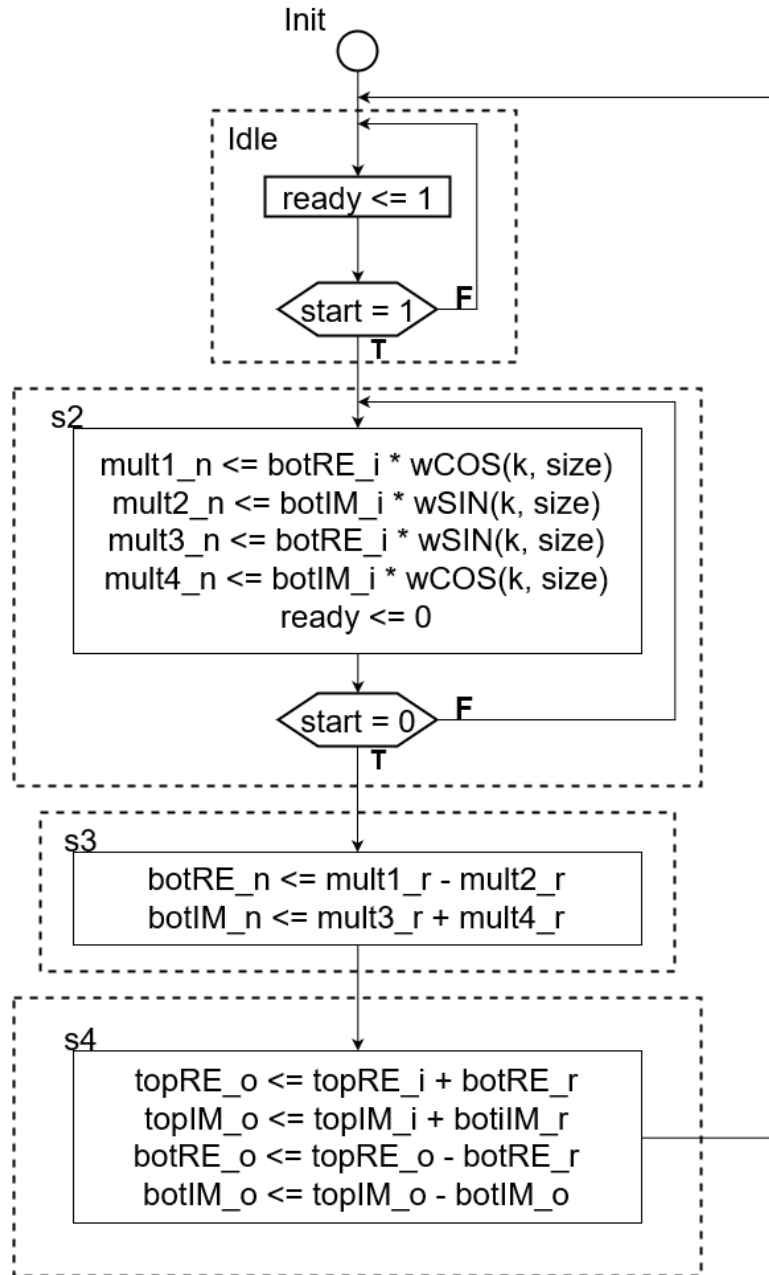 Init
Idle
ready <= 1
start = 1
F
T
s2
mult1_n <= botRE_i * wCOS(k, size)
mult2_n <= botIM_i * wSIN(k, size)
mult3_n <= botRE_i * wSIN(k, size)
mult4_n <= botIM_i * wCOS(k, size)
ready <= 0
start = 0
F
T
s3
botRE_n <= mult1_r - mult2_r
botIM_n <= mult3_r + mult4_r
s4
topRE_o <= topRE_i + botRE_r
topIM_o <= topIM_i + botiIM_r
botRE_o <= topRE_o - botRE_r
botIM_o <= topIM_o - botIM_o